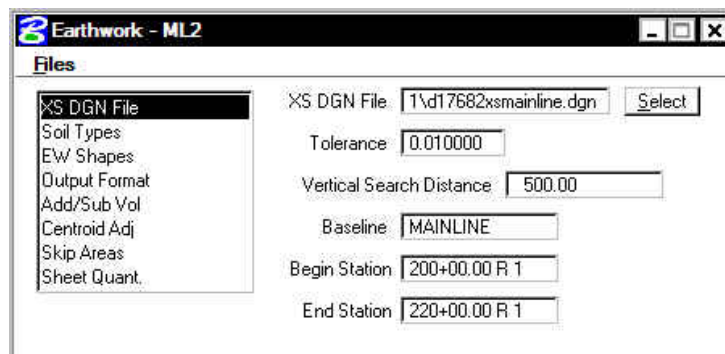 Earthwork - ML2
Files
XS DGN File
Soil Types
EW Shapes
Output Format
Add/Sub Vol
Centroid Adj
Skip Areas
Sheet Quant.
XS DGN File 1\d17682xsmainline.dgn Select
Tolerance 0.010000
Vertical Search Distance 500.00
Baseline MAINLINE
Begin Station 200+00.00 R 1
End Station 220+00.00 R 1